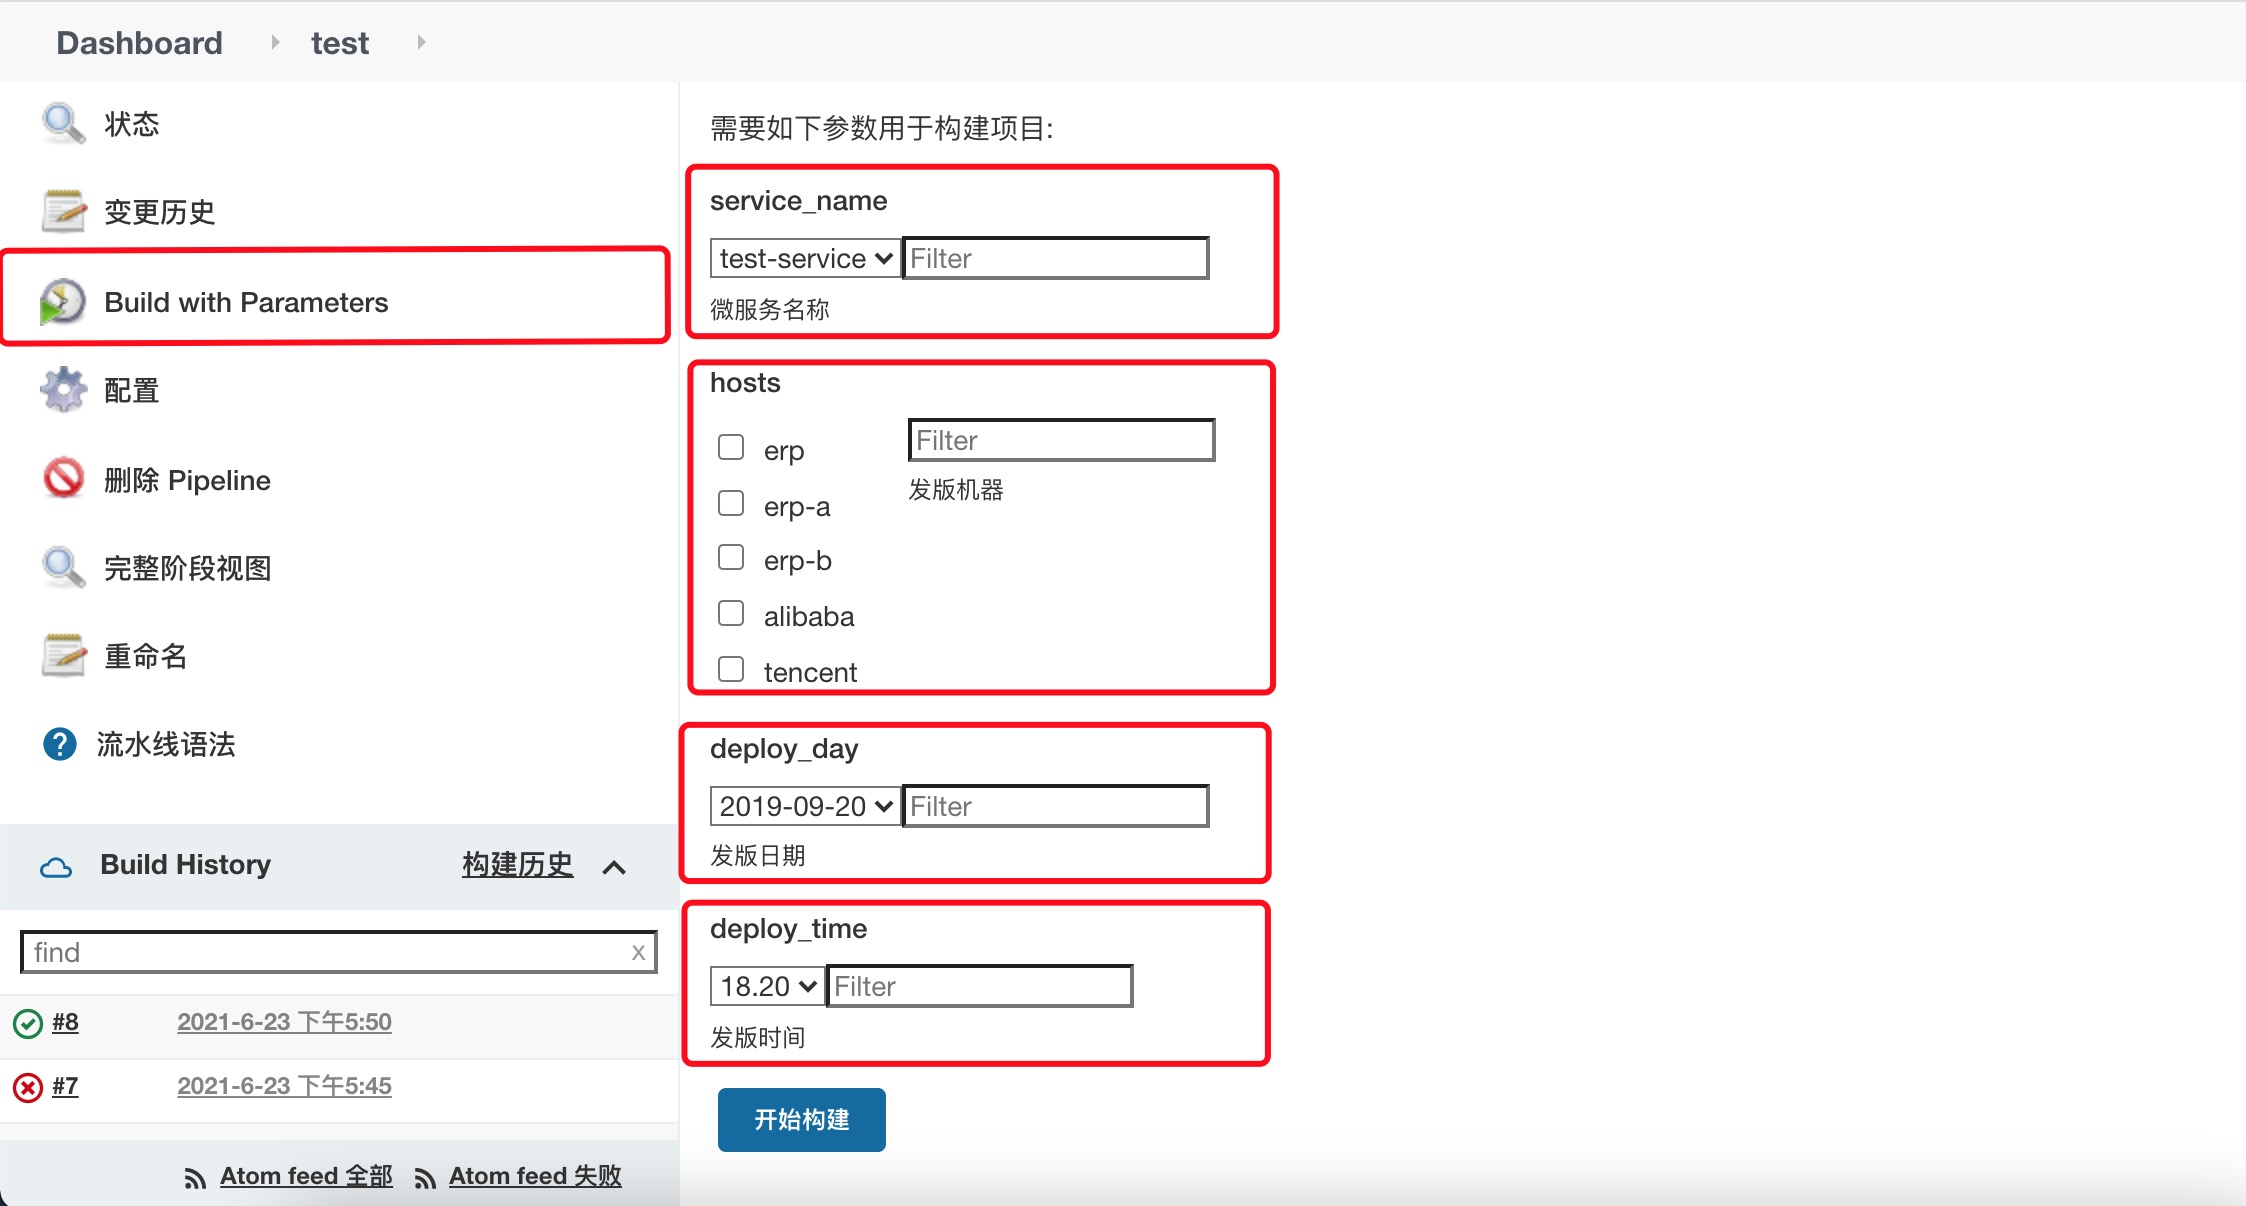 Dashboard test
状态
变更历史
Build with Parameters
配置
删除 Pipeline
完整阶段视图
重命名
流水线语法
Build History 构建历史
find x
#8 2021-6-23 下午5:50
#7 2021-6-23 下午5:45
Atom feed 全部 Atom feed 失败
需要如下参数用于构建项目:
service_name
test-service Filter
微服务名称
hosts
erp
erp-a
erp-b
alibaba
tencent
Filter
发版机器
deploy_day
2019-09-20 Filter
发版日期
deploy_time
18.20 Filter
发版时间
开始构建